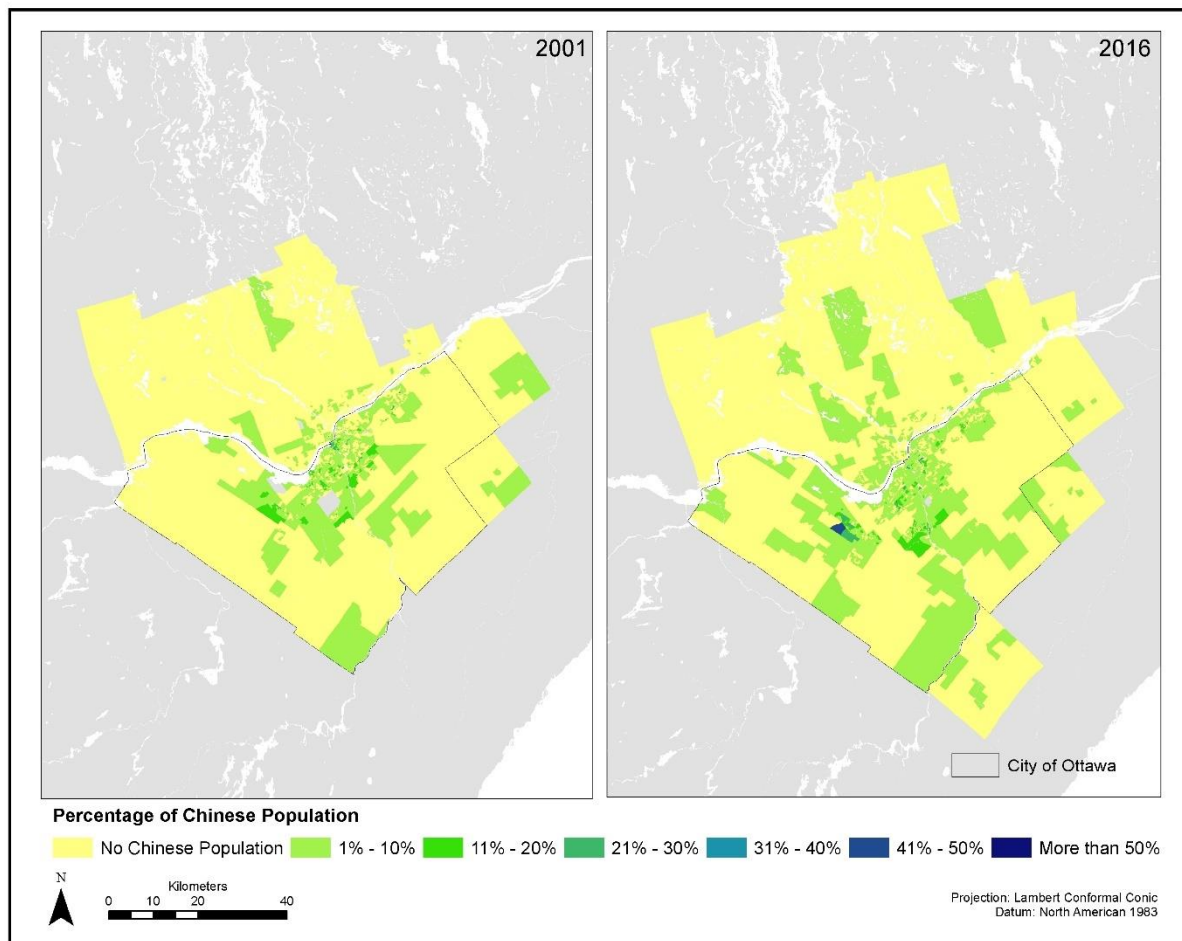 2001
2016
City of Ottawa
Percentage of Chinese Population
No Chinese Population
1% - 10%
11% - 20%
21% - 30%
31% - 40%
41% - 50%
More than 50%
N
Kilometers
0 10 20 40
Projection: Lambert Conformal Conic
Datum: North American 1983